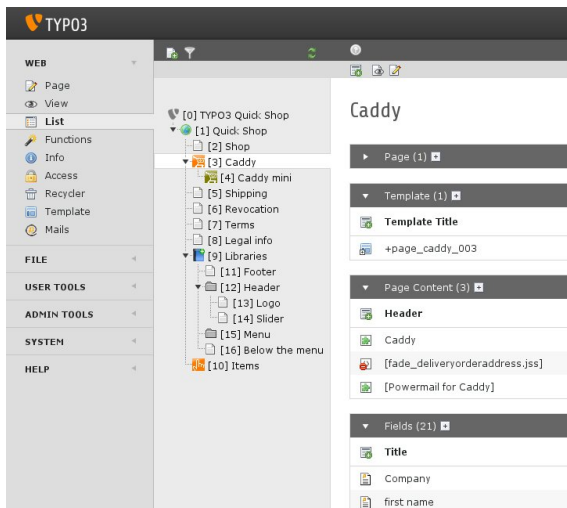 TYPO3
WEB
Page
View
List
Functions
Info
Access
Recycler
Template
Mails
FILE
USER TOOLS
ADMIN TOOLS
SYSTEM
HELP
[0] TYPO3 Quick Shop
[1] Quick Shop
[2] Shop
[3] Caddy
[4] Caddy mini
[5] Shipping
[6] Revocation
[7] Terms
[8] Legal info
[9] Libraries
[11] Footer
[12] Header
[13] Logo
[14] Slider
[15] Menu
[16] Below the menu
[10] Items
Caddy
Page (1)
Template (1)
Template Title
+page_caddy_003
Page Content (3)
Header
Caddy
[fade_deliveryorderaddress.jss]
[Powermail for Caddy]
Fields (21)
Title
Company
first name